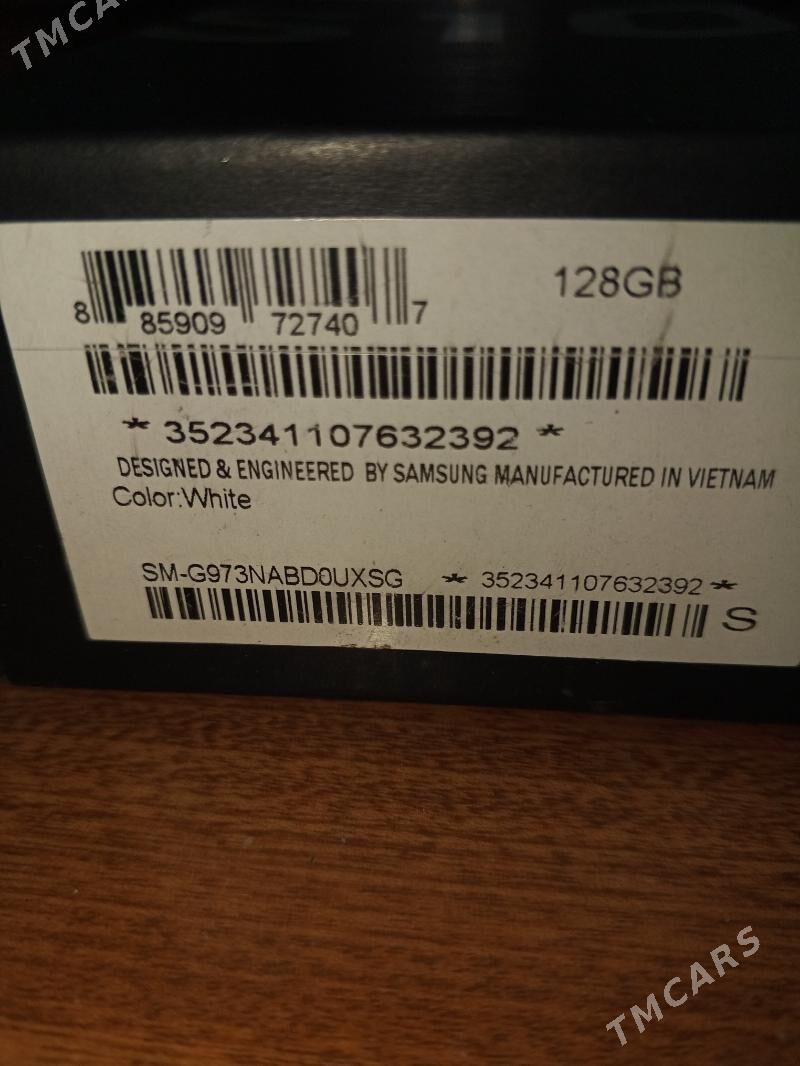 TMCARS
S10
128GB
8 85909 72740 7
* 352341107632392 *
DESIGNED & ENGINEERED BY SAMSUNG MANUFACTURED IN VIETNAM
Color:White
SM-G973NABD0UXSG * 352341107632392 *
S
TMCARS